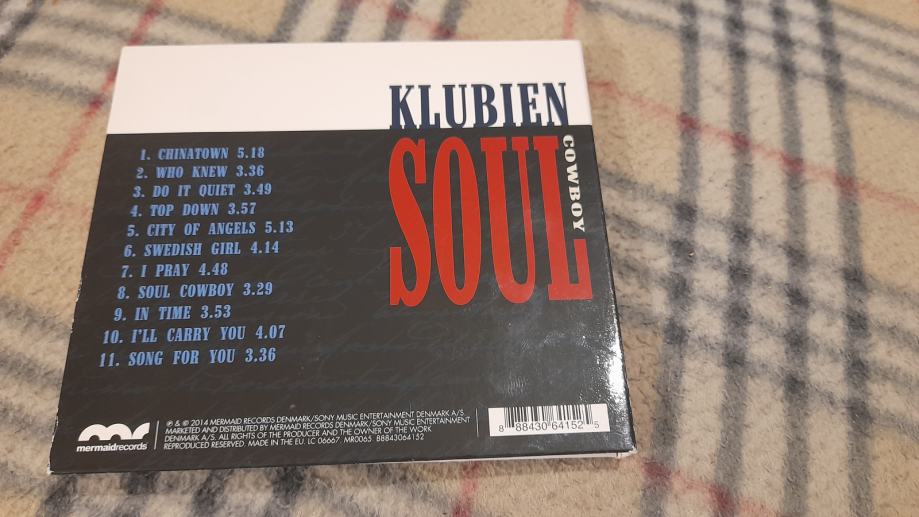 KLUBIEN
SOUL
COWBOY
1. CHINATOWN 5.18
2. WHO KNEW 3.36
3. DO IT QUIET 3.49
4. TOP DOWN 3.57
5. CITY OF ANGELS 5.13
6. SWEDISH GIRL 4.14
7. I PRAY 4.48
8. SOUL COWBOY 3.29
9. IN TIME 3.53
10. I'LL CARRY YOU 4.07
11. SONG FOR YOU 3.36
mermaidrecords
℗ & © 2014 MERMAID RECORDS DENMARK/SONY MUSIC ENTERTAINMENT DENMARK A/S.
MARKETED AND DISTRIBUTED BY MERMAID RECORDS DENMARK/SONY MUSIC ENTERTAINMENT
DENMARK A/S. ALL RIGHTS OF THE PRODUCER AND THE OWNER OF THE WORK
REPRODUCED RESERVED. MADE IN THE EU. LC 06667 MR0065 88843064152
8 88430 64152 5